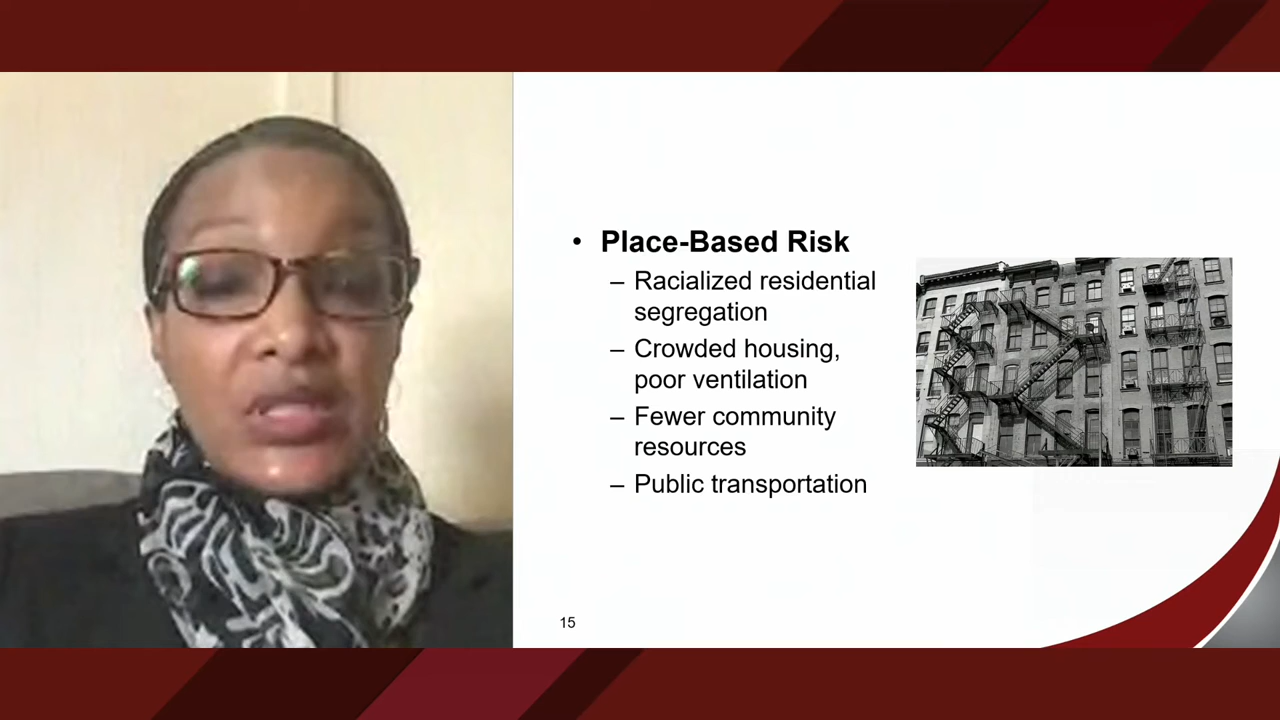 • Place-Based Risk
– Racialized residential
segregation
– Crowded housing,
poor ventilation
– Fewer community
resources
– Public transportation
15